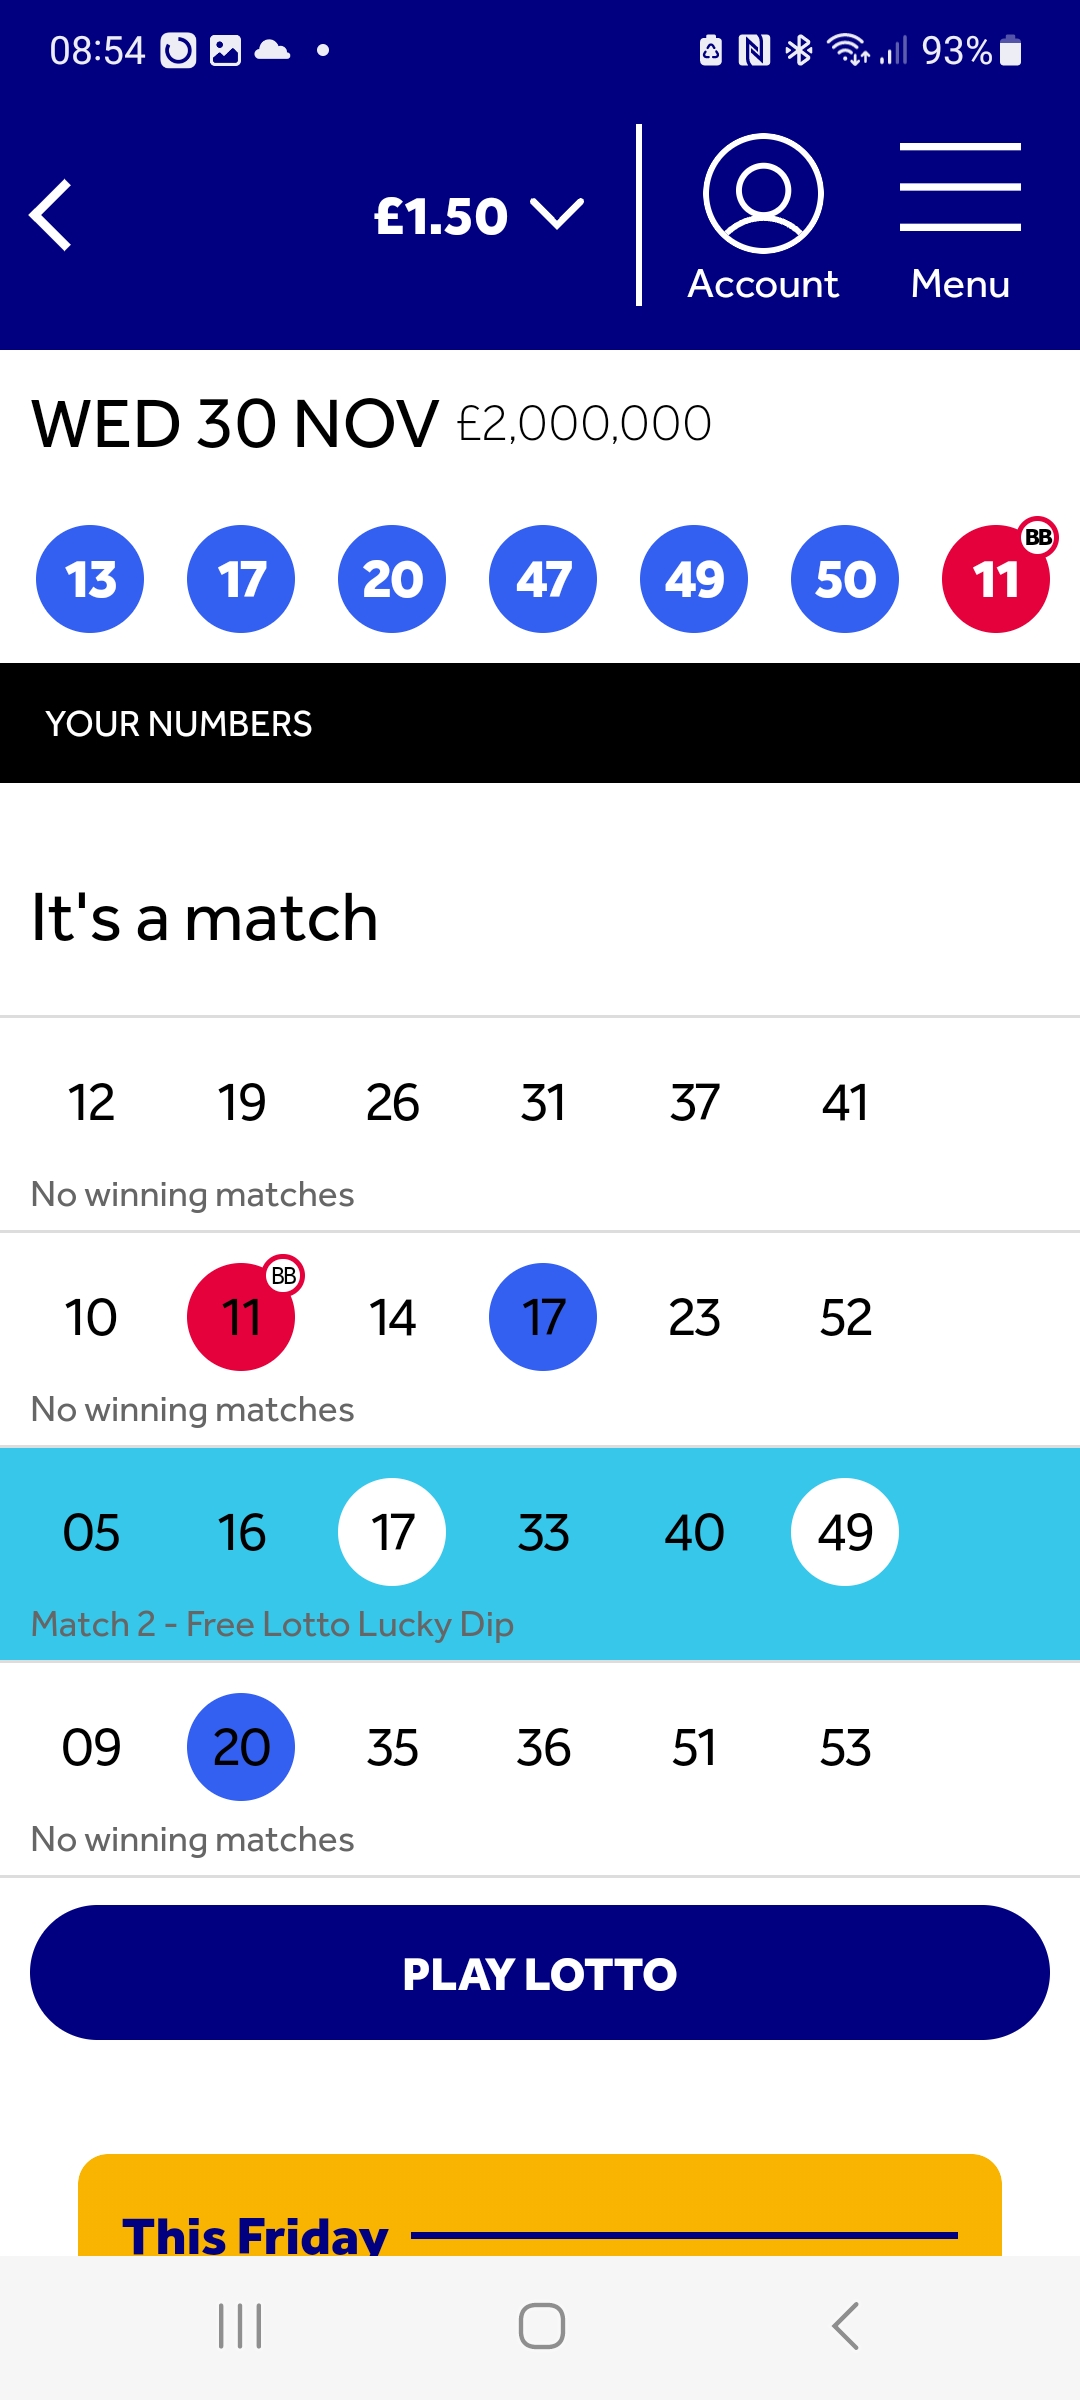 08:54 93%
£1.50
Account Menu
WED 30 NOV £2,000,000
13 17 20 47 49 50 11 BB
YOUR NUMBERS
It's a match
12 19 26 31 37 41
No winning matches
10 11 BB 14 17 23 52
No winning matches
05 16 17 33 40 49
Match 2 - Free Lotto Lucky Dip
09 20 35 36 51 53
No winning matches
PLAY LOTTO
This Friday